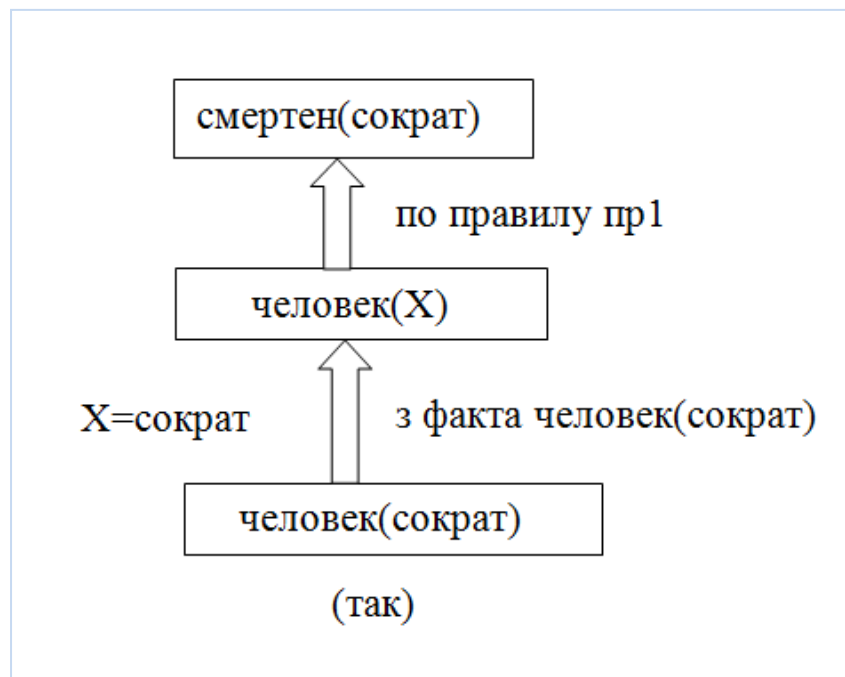 смертен(сократ)
по правилу пр1
человек(X)
X=сократ
з факта человек(сократ)
человек(сократ)
(так)